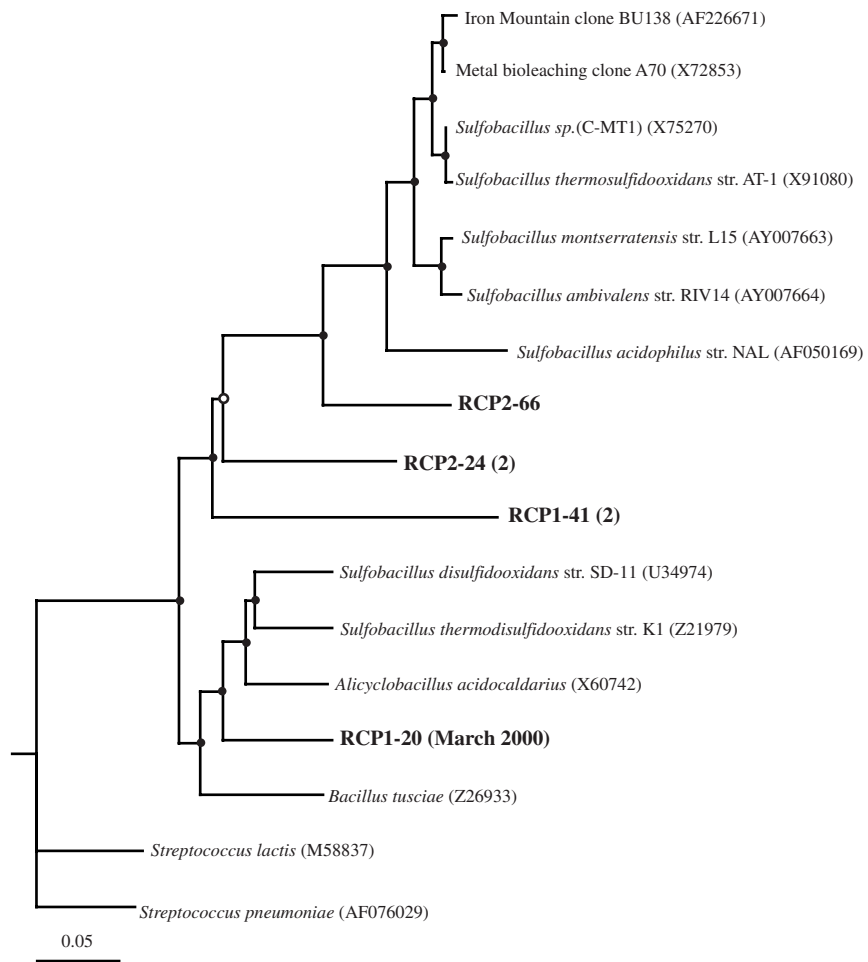 Iron Mountain clone BU138 (AF226671)
Metal bioleaching clone A70 (X72853)
Sulfobacillus sp.(C-MT1) (X75270)
Sulfobacillus thermosulfidooxidans str. AT-1 (X91080)
Sulfobacillus montserratensis str. L15 (AY007663)
Sulfobacillus ambivalens str. RIV14 (AY007664)
Sulfobacillus acidophilus str. NAL (AF050169)
RCP2-66
RCP2-24 (2)
RCP1-41 (2)
Sulfobacillus disulfidooxidans str. SD-11 (U34974)
Sulfobacillus thermodisulfidooxidans str. K1 (Z21979)
Alicyclobacillus acidocaldarius (X60742)
RCP1-20 (March 2000)
Bacillus tusciae (Z26933)
Streptococcus lactis (M58837)
Streptococcus pneumoniae (AF076029)
0.05